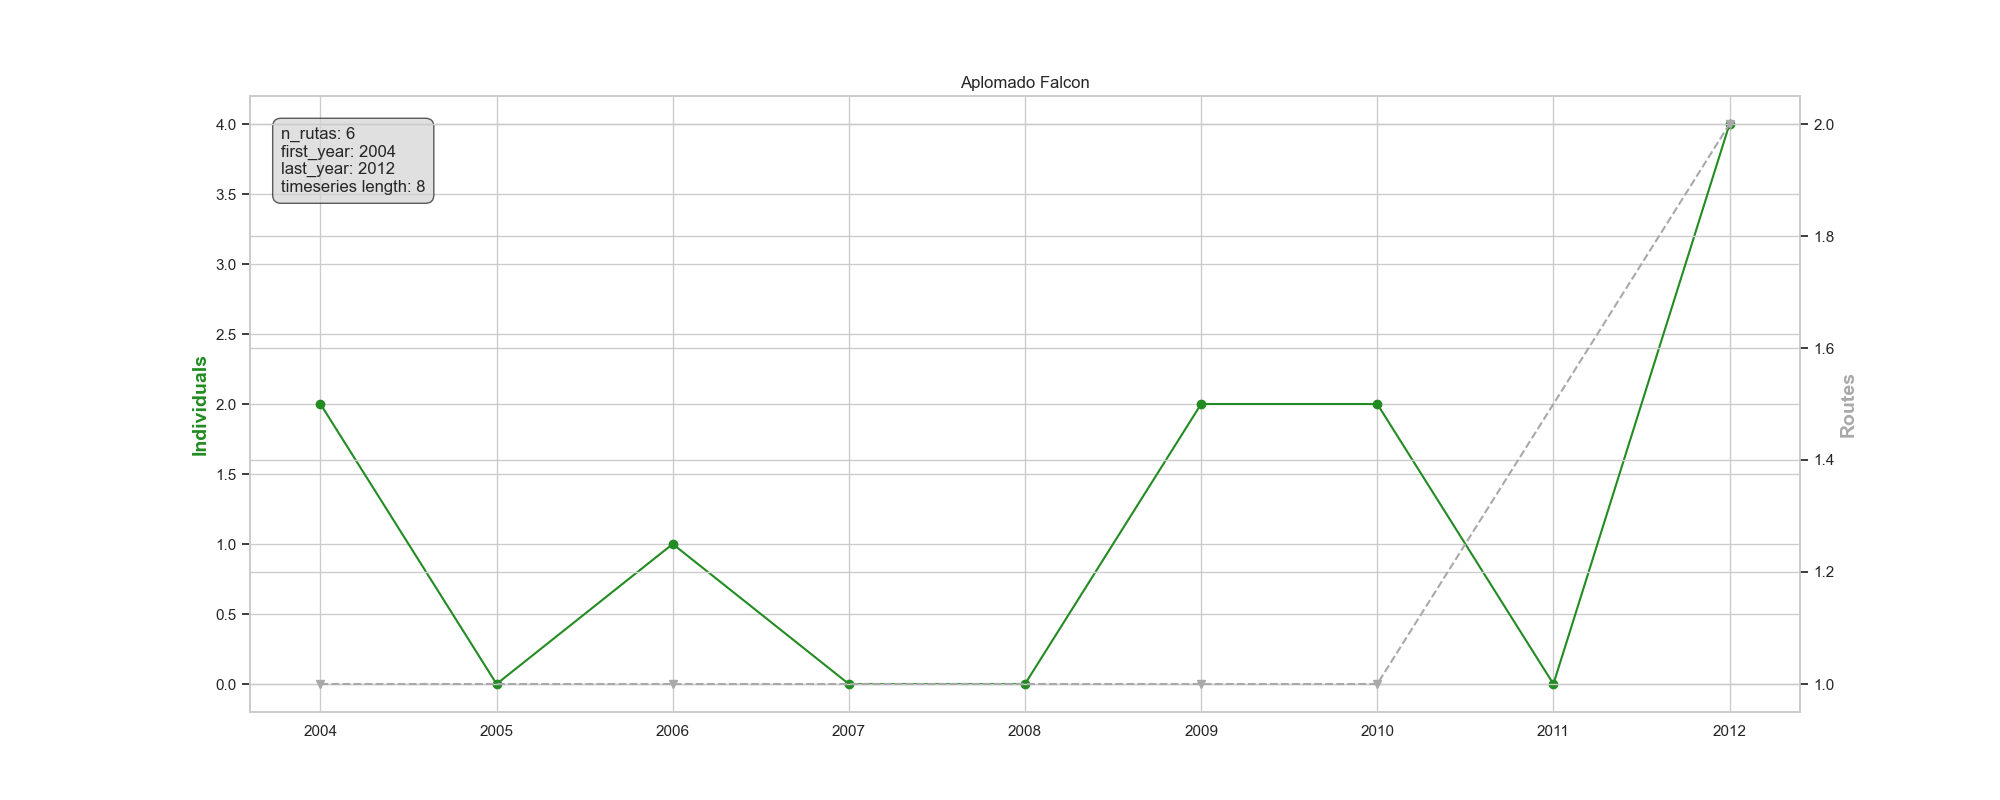 Aplomado Falcon
n_rutas: 6
first_year: 2004
last_year: 2012
timeseries length: 8
4.0
3.5
3.0
2.5
2.0
1.5
1.0
0.5
0.0
Individuals
2.0
1.8
1.6
1.4
1.2
1.0
Routes
2004 2005 2006 2007 2008 2009 2010 2011 2012